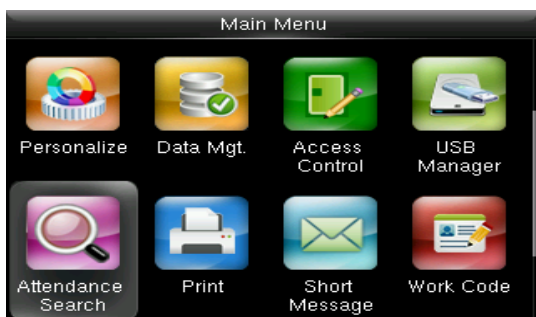 Main Menu
Personalize
Data Mgt.
Access
Control
USB
Manager
Attendance
Search
Print
Short
Message
Work Code